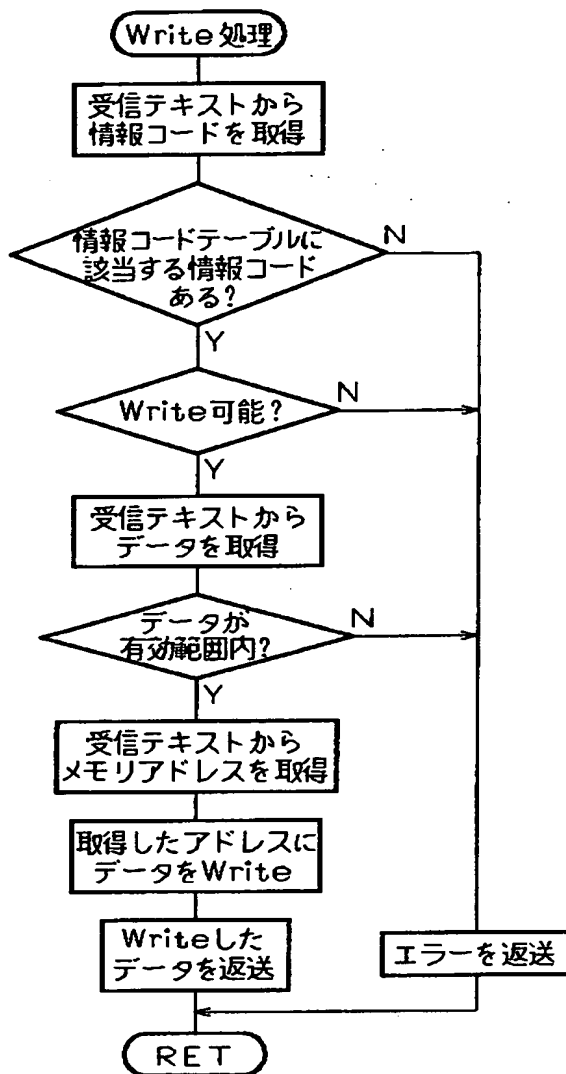 Write処理
受信テキストから
情報コードを取得
情報コードテーブルに
該当する情報コード
ある?
N
Y
Write可能?
N
Y
受信テキストから
データを取得
データが
有効範囲内?
N
Y
受信テキストから
メモリアドレスを取得
取得したアドレスに
データをWrite
Writeした
データを返送
エラーを返送
RET